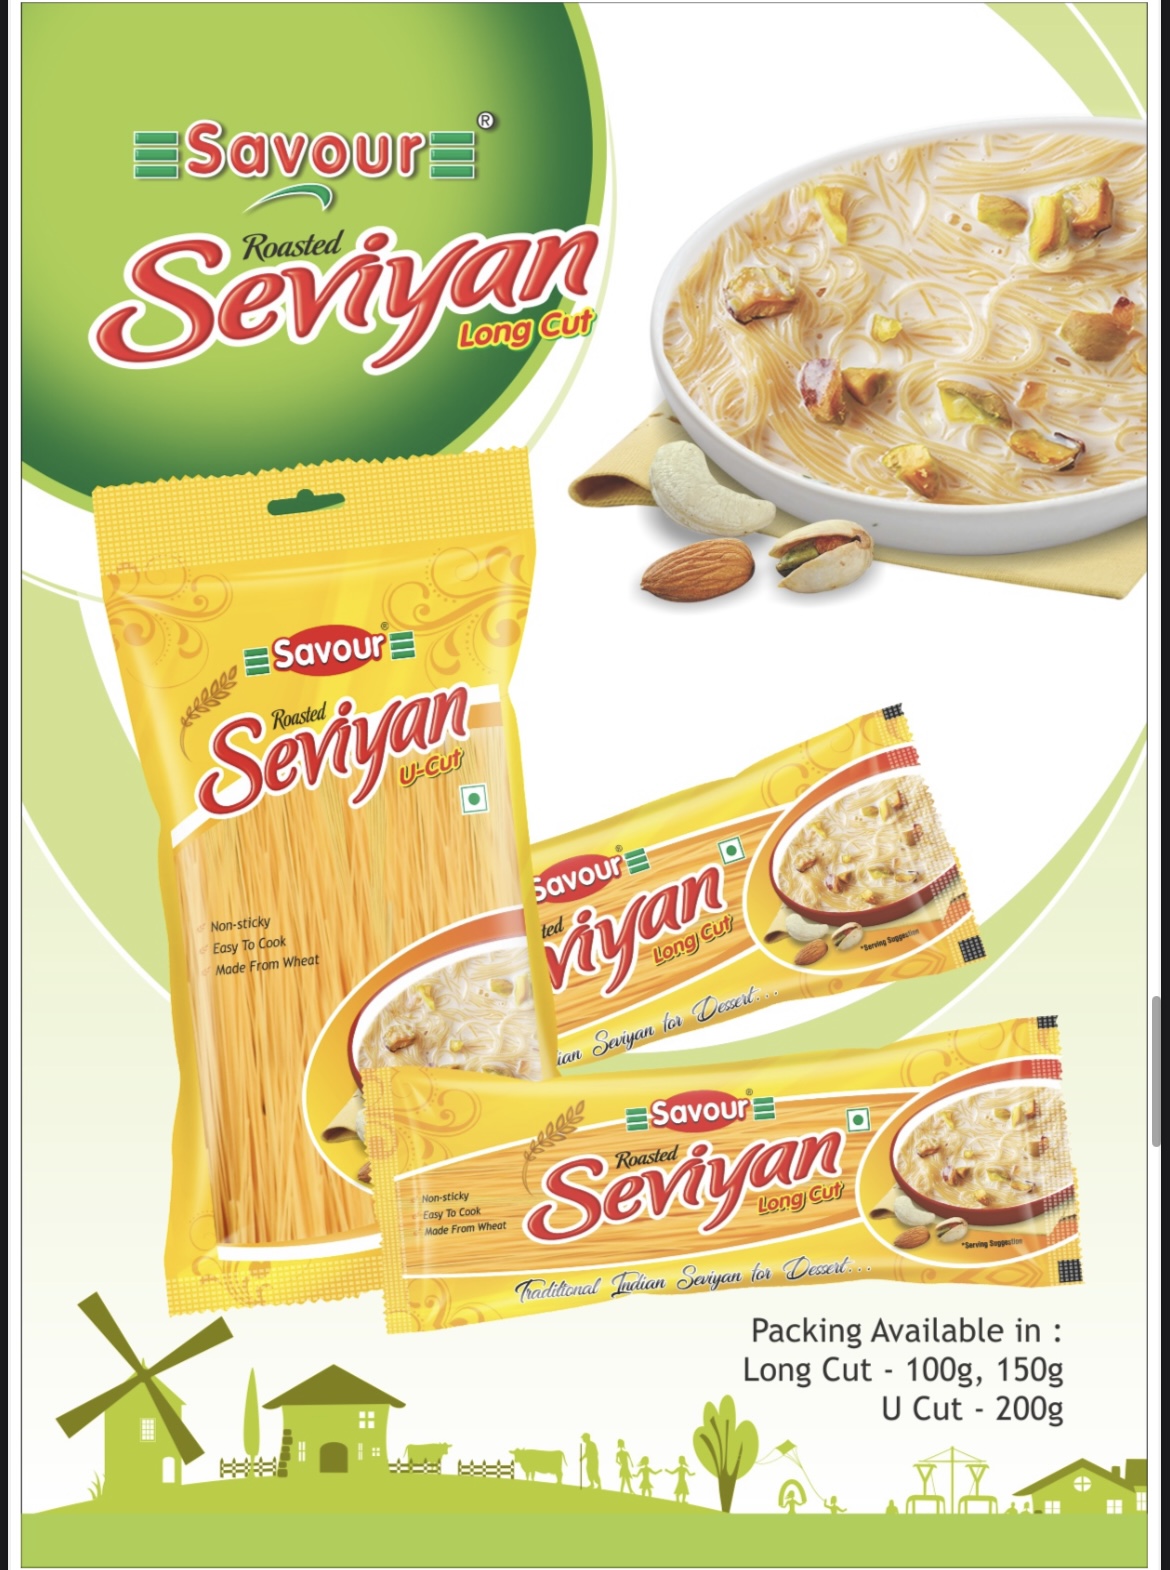 Savour®
Roasted
Seviyan
Long Cut
Savour®
Roasted
Seviyan
U-Cut
Non-sticky
Easy To Cook
Made From Wheat
Savour®
Long Cut
*Serving Suggestion
Seviyan for Dessert...
Savour®
Roasted
Seviyan
Long Cut
Non-sticky
Easy To Cook
Made From Wheat
*Serving Suggestion
Traditional Indian Seviyan for Dessert...
Packing Available in :
Long Cut - 100g, 150g
U Cut - 200g